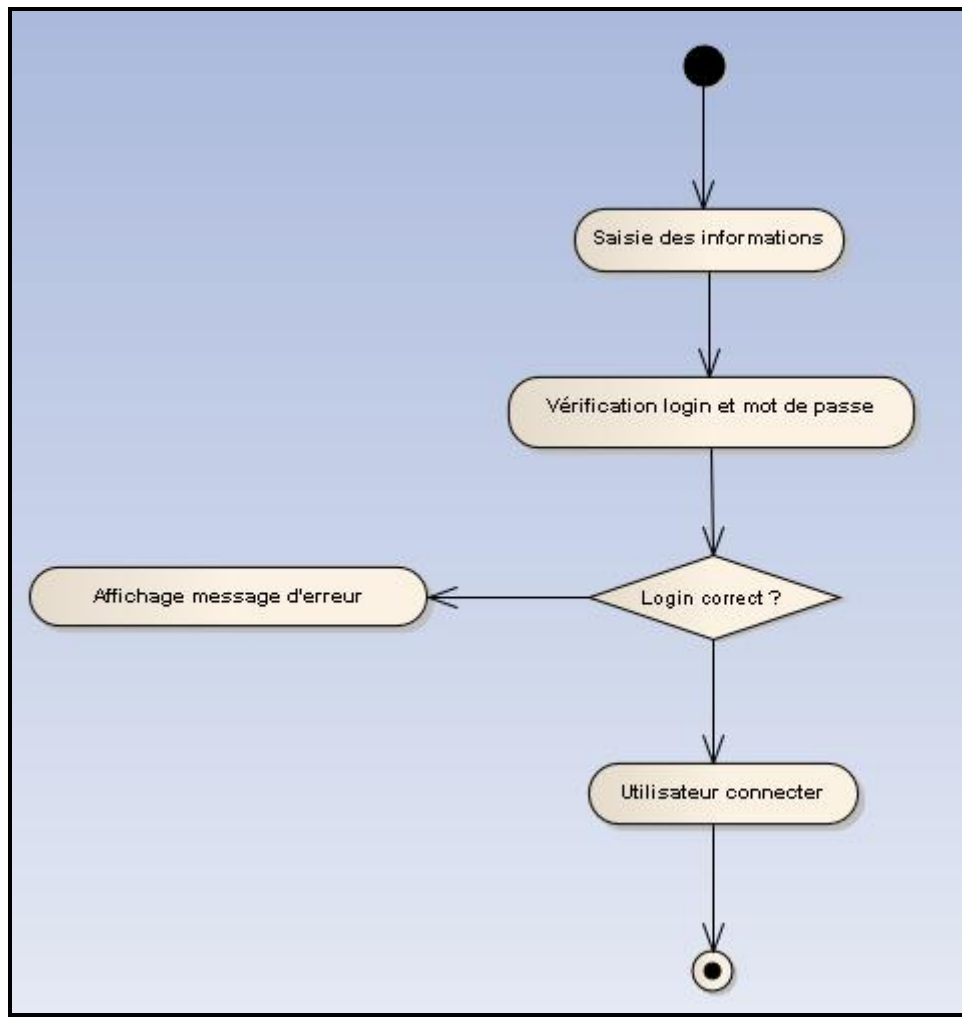 Saisie des informations
Vérification login et mot de passe
Affichage message d'erreur
Login correct ?
Utilisateur connecter